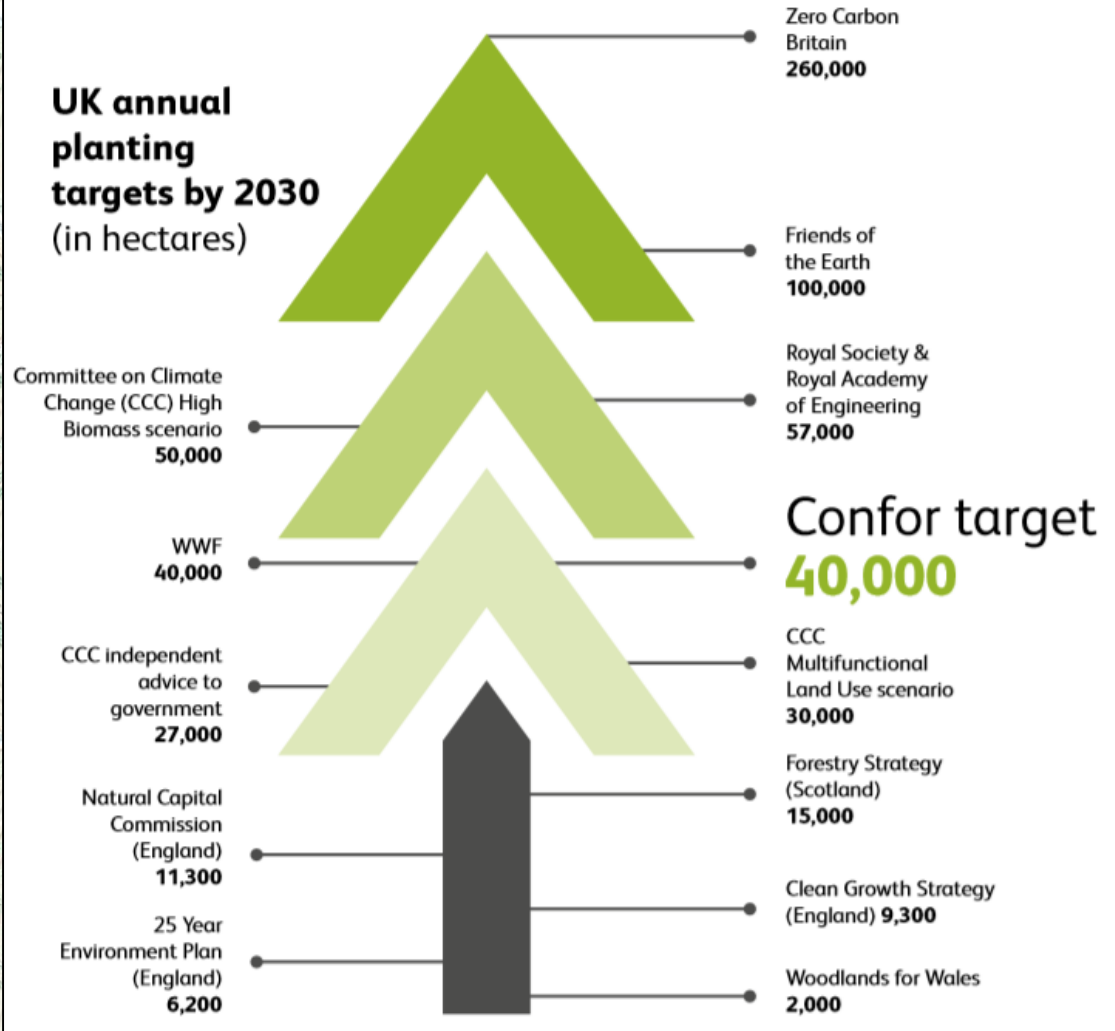 UK annual
planting
targets by 2030
(in hectares)
Zero Carbon
Britain
260,000
Friends of
the Earth
100,000
Royal Society &
Royal Academy
of Engineering
57,000
Committee on Climate
Change (CCC) High
Biomass scenario
50,000
Confor target
40,000
WWF
40,000
CCC
Multifunctional
Land Use scenario
30,000
CCC independent
advice to
government
27,000
Forestry Strategy
(Scotland)
15,000
Natural Capital
Commission
(England)
11,300
Clean Growth Strategy
(England) 9,300
25 Year
Environment Plan
(England)
6,200
Woodlands for Wales
2,000